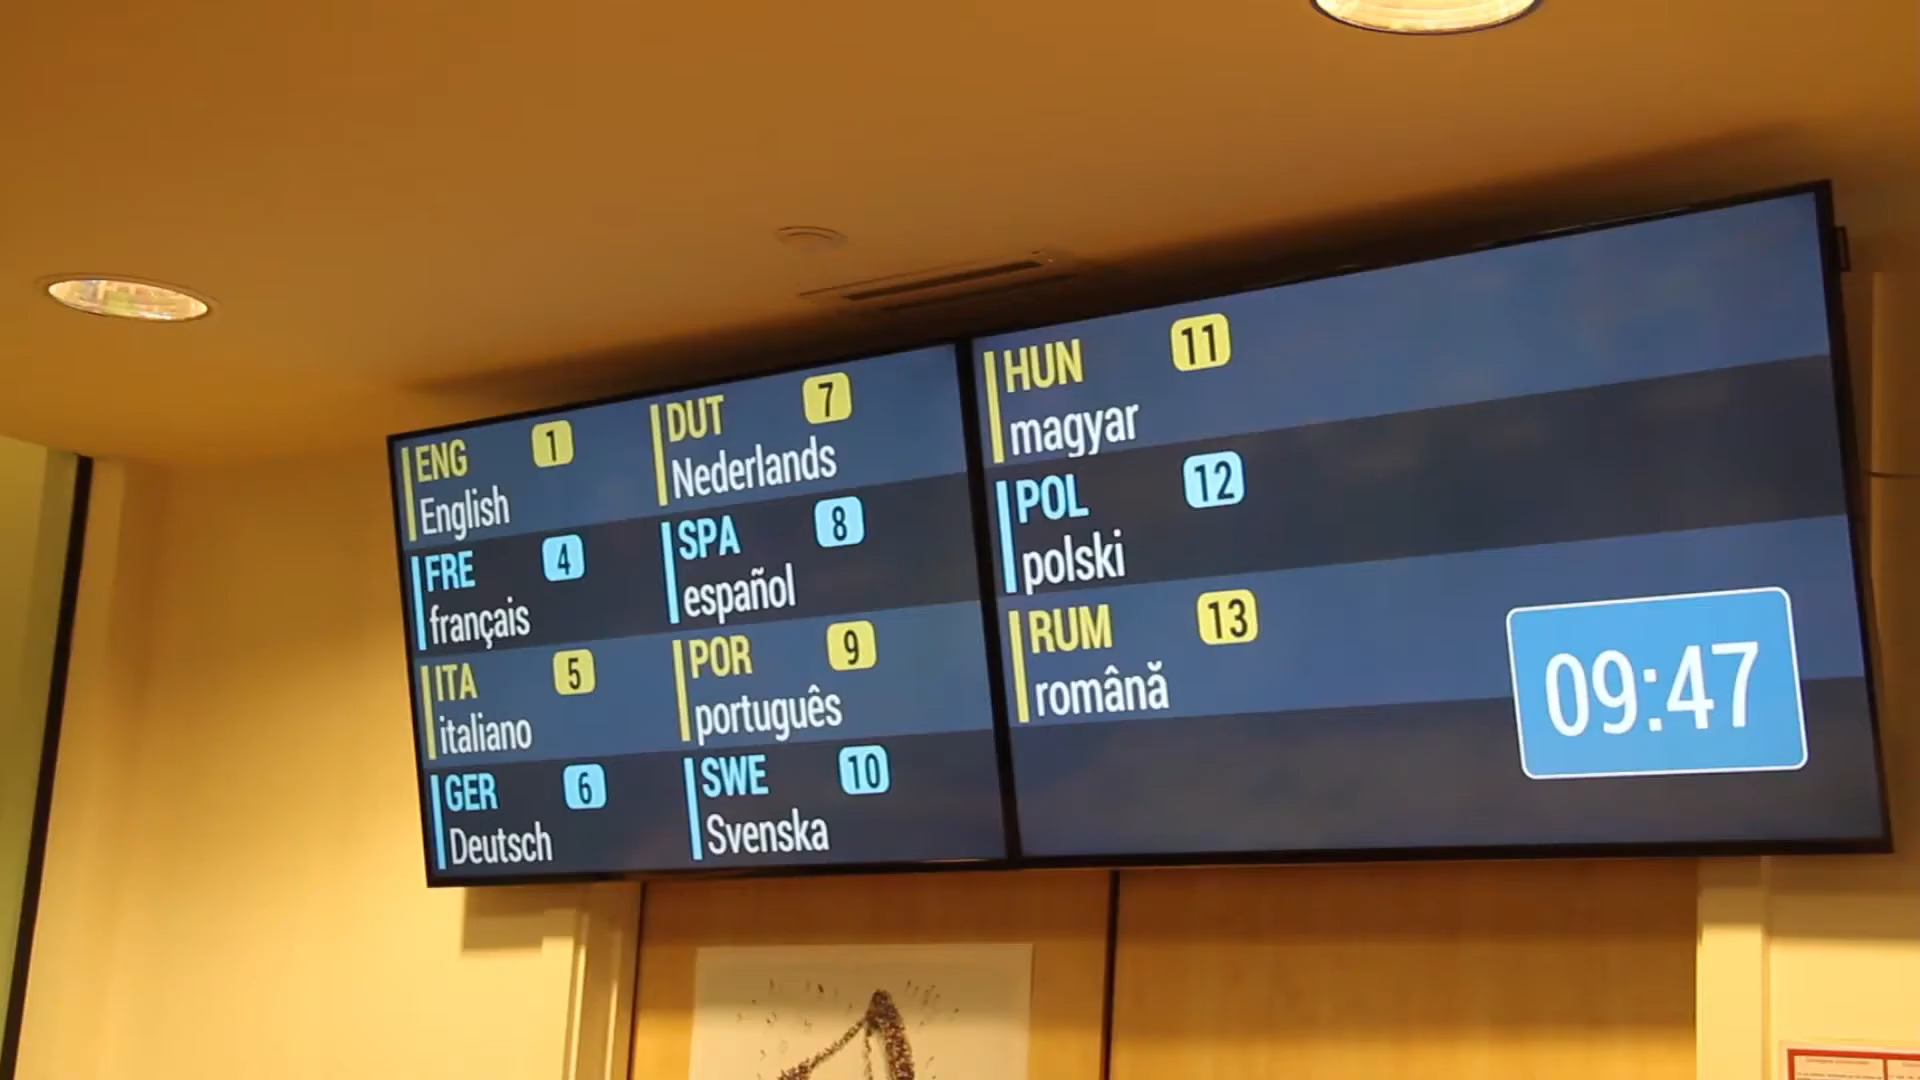 ENG 1
English
FRE 4
français
ITA 5
italiano
GER 6
Deutsch
DUT 7
Nederlands
SPA 8
español
POR 9
português
SWE 10
Svenska
HUN 11
magyar
POL 12
polski
RUM 13
română
09:47